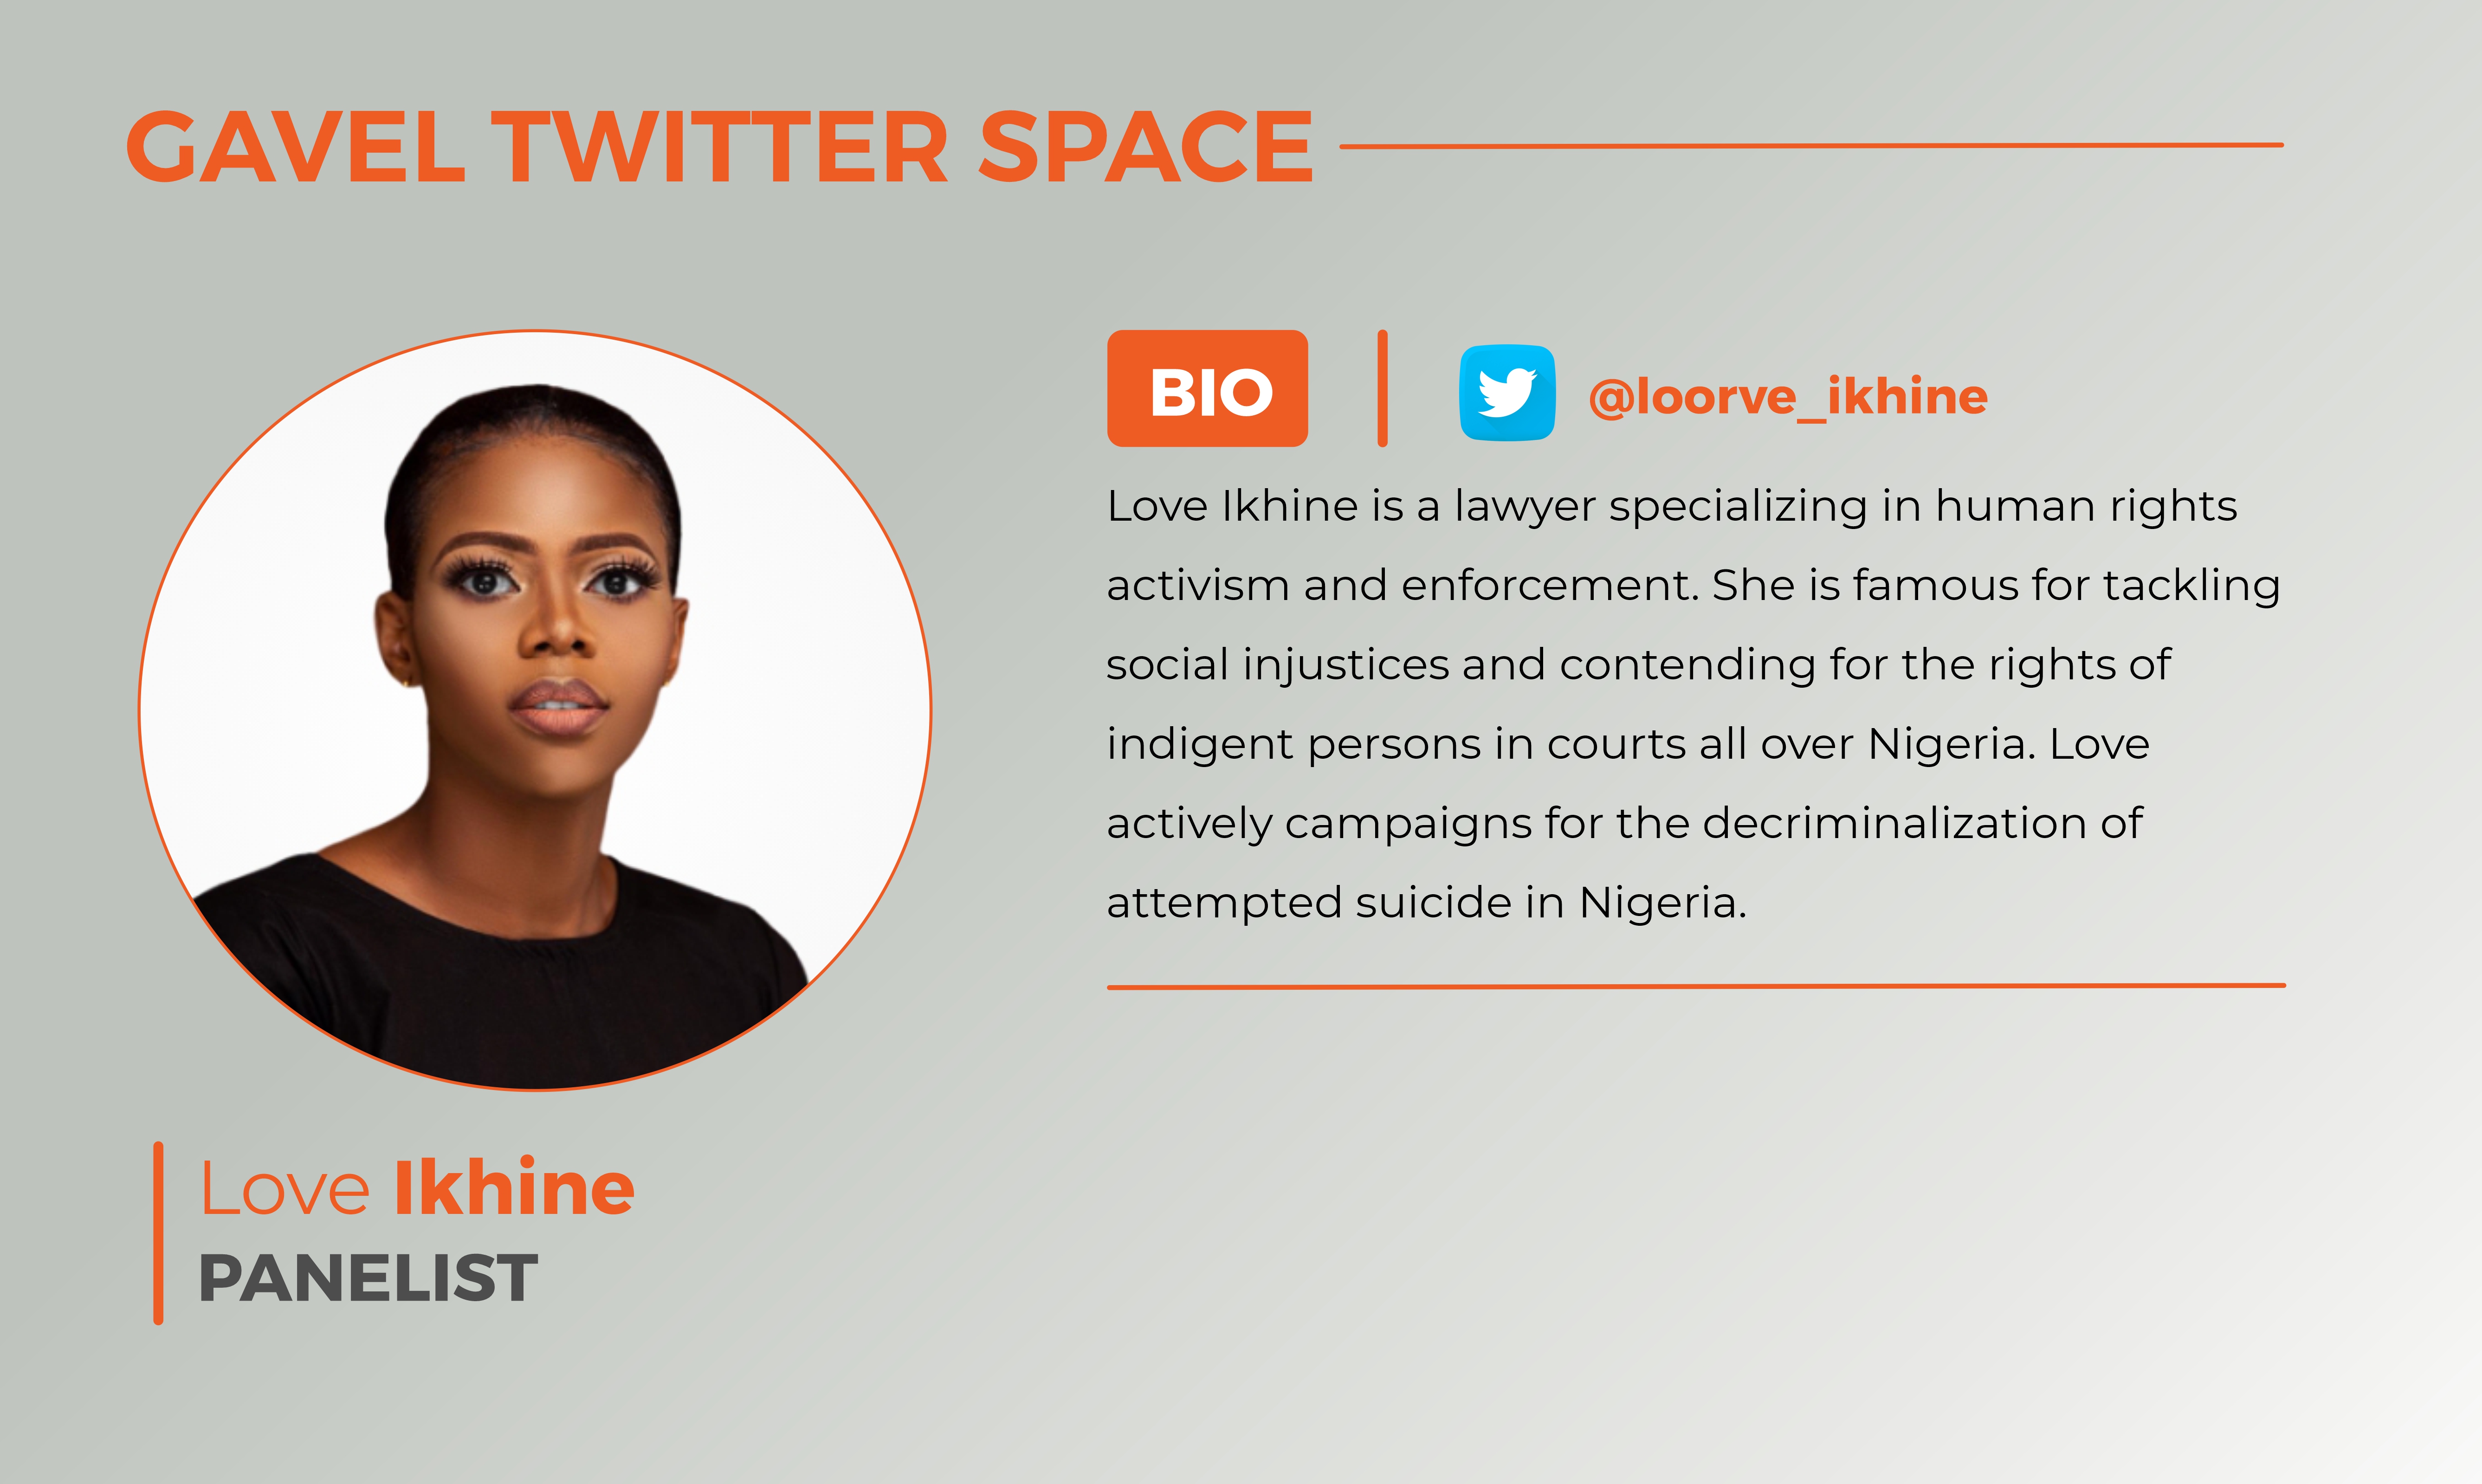 GAVEL TWITTER SPACE
BIO
@loorve_ikhine
Love Ikhine is a lawyer specializing in human rights
activism and enforcement. She is famous for tackling
social injustices and contending for the rights of
indigent persons in courts all over Nigeria. Love
actively campaigns for the decriminalization of
attempted suicide in Nigeria.
Love Ikhine
PANELIST